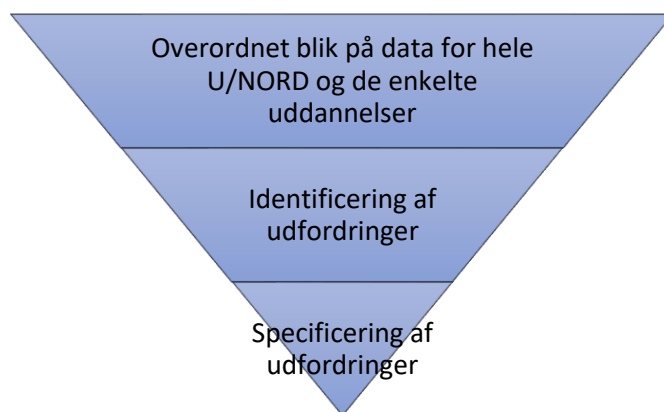 Overordnet blik på data for hele
U/NORD og de enkelte
uddannelser
Identificering af
udfordringer
Specificering af
udfordringer